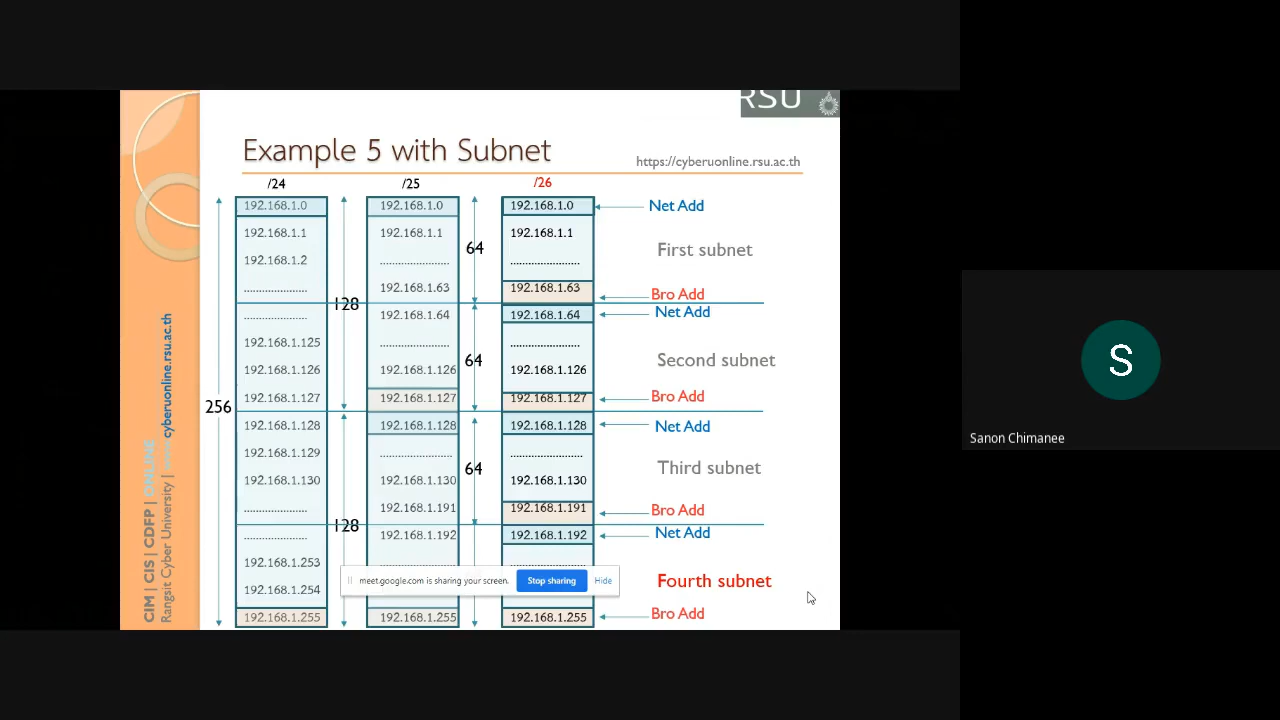 RSU
Example 5 with Subnet
https://cyberuonline.rsu.ac.th
/24
/25
/26
192.168.1.0
192.168.1.1
192.168.1.2
..........................
..........................
192.168.1.125
192.168.1.126
192.168.1.127
192.168.1.128
192.168.1.129
192.168.1.130
..........................
..........................
192.168.1.253
192.168.1.254
192.168.1.255
256
192.168.1.0
192.168.1.1
..........................
192.168.1.63
192.168.1.64
..........................
192.168.1.126
192.168.1.127
192.168.1.128
..........................
192.168.1.130
192.168.1.191
192.168.1.192
192.168.1.255
128
128
192.168.1.0
192.168.1.1
..........................
192.168.1.63
192.168.1.64
..........................
192.168.1.126
192.168.1.127
192.168.1.128
..........................
192.168.1.130
192.168.1.191
192.168.1.192
192.168.1.255
64
64
64
Net Add
First subnet
Bro Add
Net Add
Second subnet
Bro Add
Net Add
Third subnet
Bro Add
Net Add
Fourth subnet
Bro Add
meet.google.com is sharing your screen.
Stop sharing
Hide
CIM | CIS | CDFP | ONLINE
Rangsit Cyber University | cyberuonline.rsu.ac.th
S
Sanon Chimanee